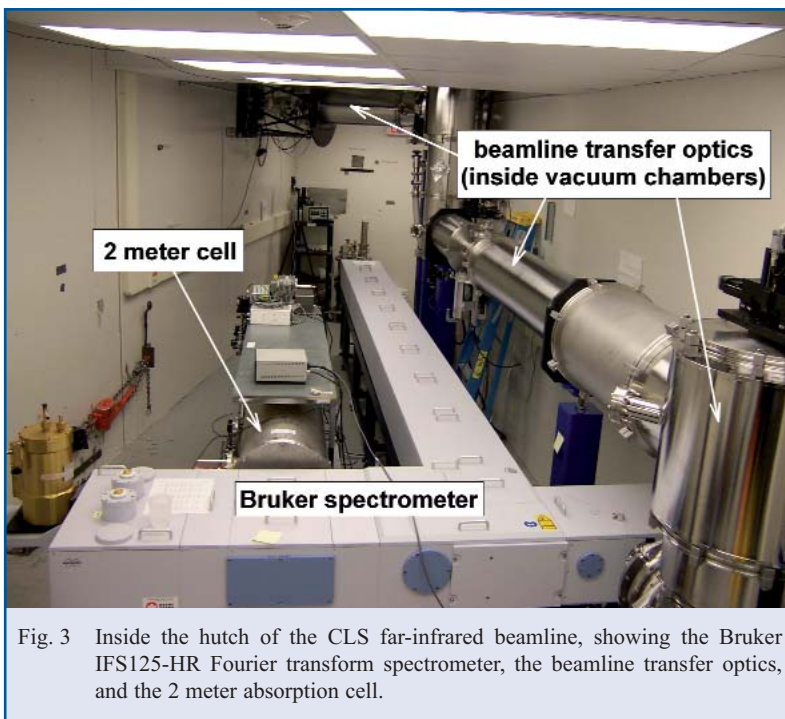 beamline transfer optics
(inside vacuum chambers)
2 meter cell
Bruker spectrometer
Fig. 3 Inside the hutch of the CLS far-infrared beamline, showing the Bruker
IFS125-HR Fourier transform spectrometer, the beamline transfer optics,
and the 2 meter absorption cell.